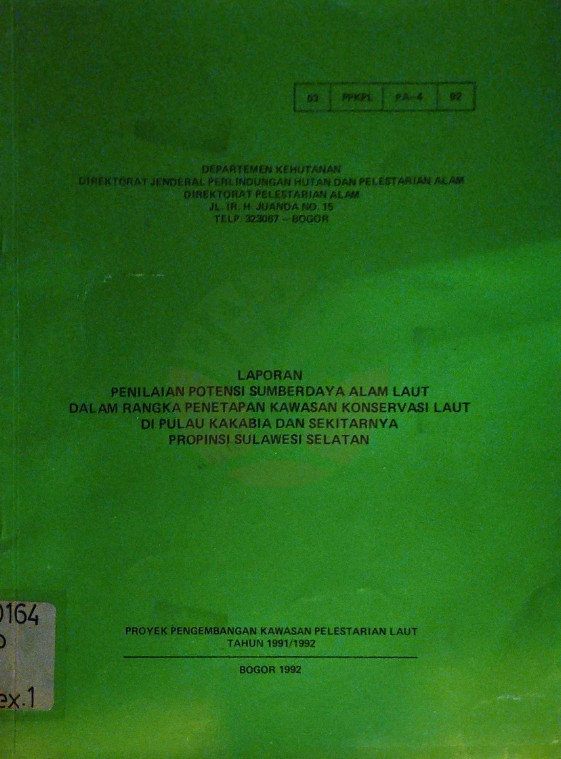 03 PPKPL PA-4 92
DEPARTEMEN KEHUTANAN
DIREKTORAT JENDERAL PERLINDUNGAN HUTAN DAN PELESTARIAN ALAM
DIREKTORAT PELESTARIAN ALAM
JL. IR. H. JUANDA NO. 15
TELP. 323067 – BOGOR
LAPORAN
PENILAIAN POTENSI SUMBERDAYA ALAM LAUT
DALAM RANGKA PENETAPAN KAWASAN KONSERVASI LAUT
DI PULAU KAKABIA DAN SEKITARNYA
PROPINSI SULAWESI SELATAN
0164
ex.1
PROYEK PENGEMBANGAN KAWASAN PELESTARIAN LAUT
TAHUN 1991/1992
BOGOR 1992